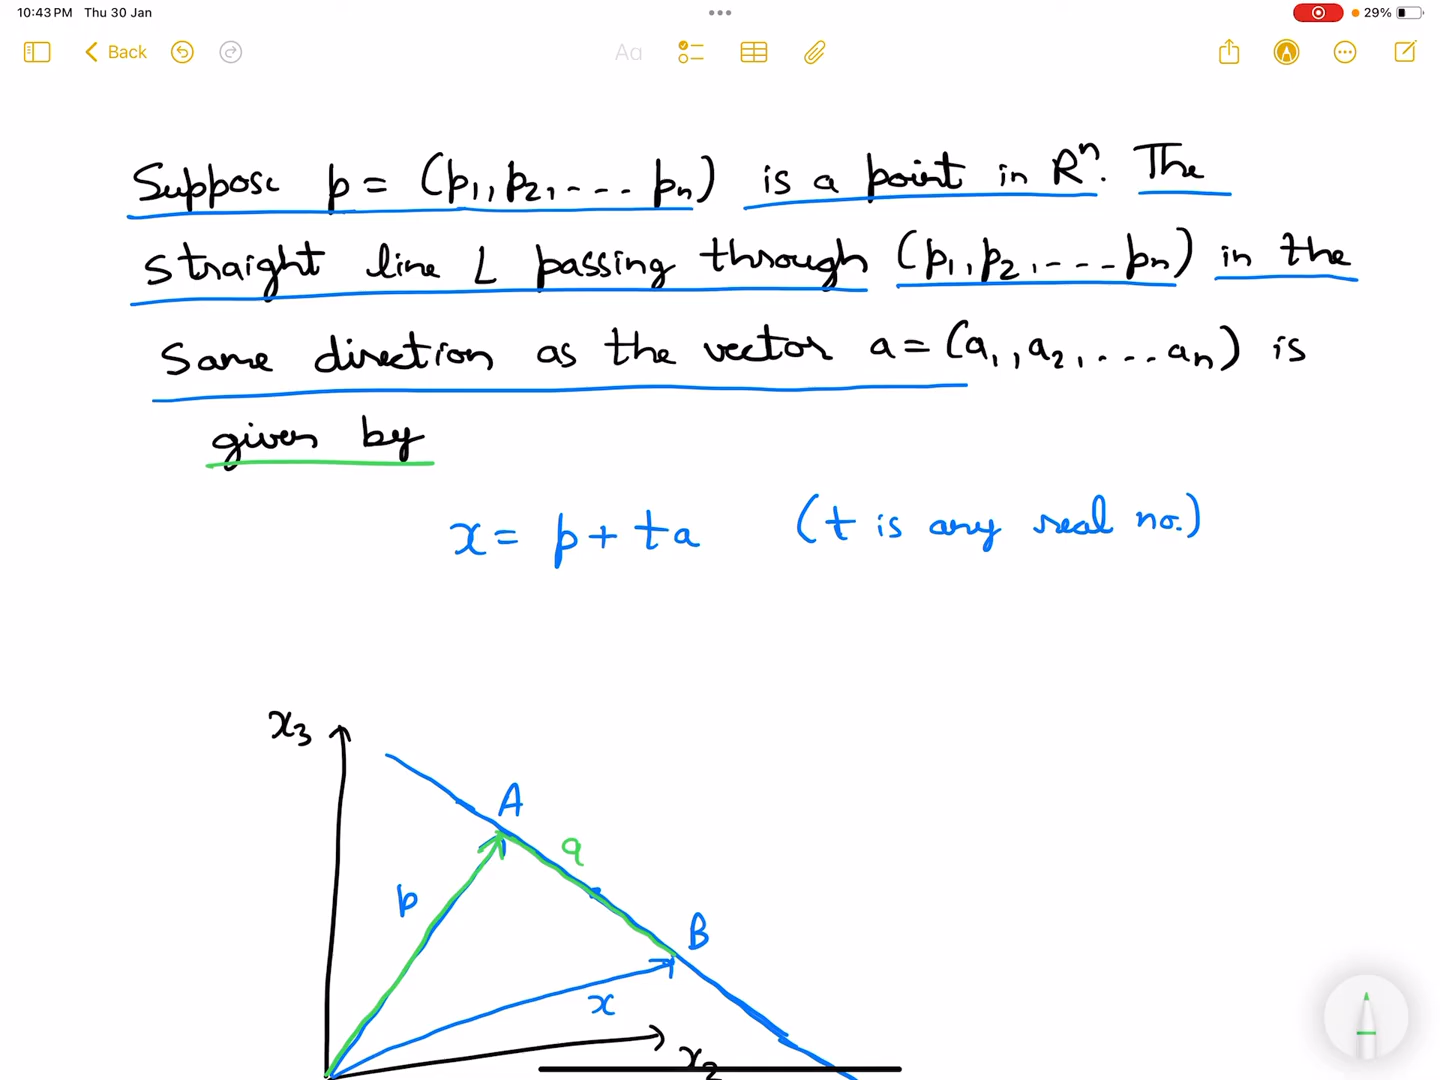 10:43 PM Thu 30 Jan
29%
Back
Aa
Suppose p = (p₁, p₂, --- pₙ) is a point in Rⁿ. The
straight line L passing through (p₁, p₂, --- pₙ) in the
same direction as the vector a = (a₁, a₂, --- aₙ) is
given by
x = p + ta (t is any real no.)
x₃
A
a
p
B
x
x₂